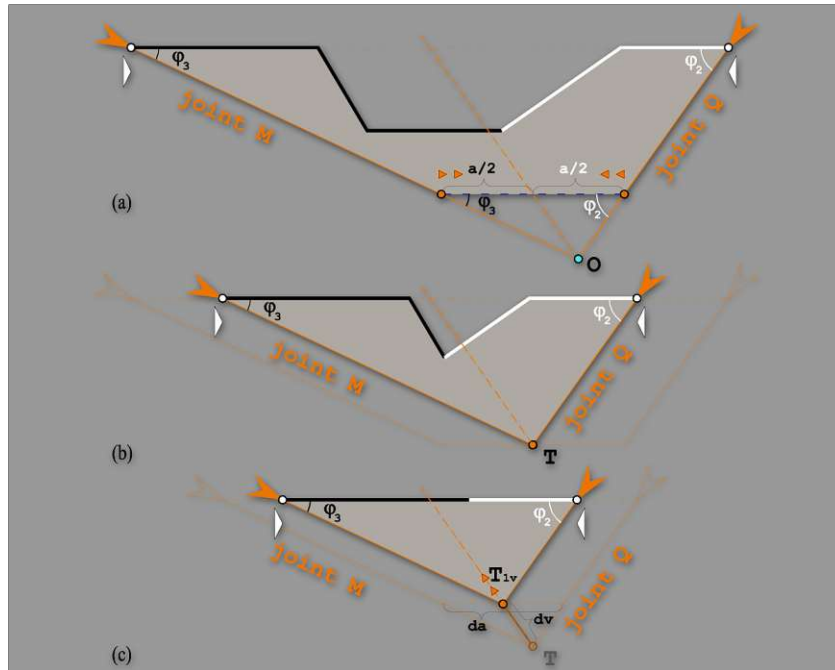 φ3
φ2
joint M
joint Q
a/2 a/2
(a)
φ3
φ2
O
φ3
φ2
joint M
joint Q
(b)
T
φ3
φ2
joint M
T1v
joint Q
da
dv
(c)
T